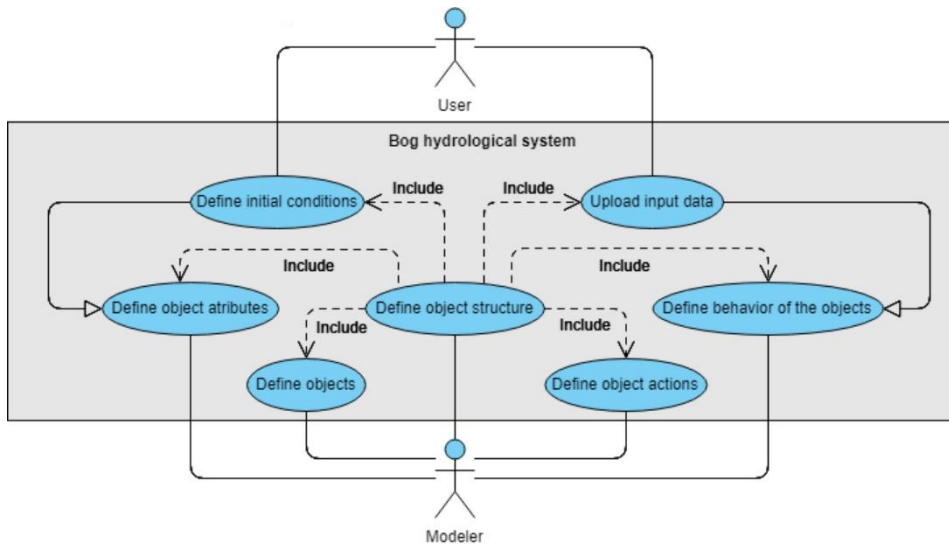 User
Bog hydrological system
Include
Include
Define initial conditions
Upload input data
Include
Include
Define object atributes
Define object structure
Define behavior of the objects
Include
Include
Define objects
Define object actions
Modeler